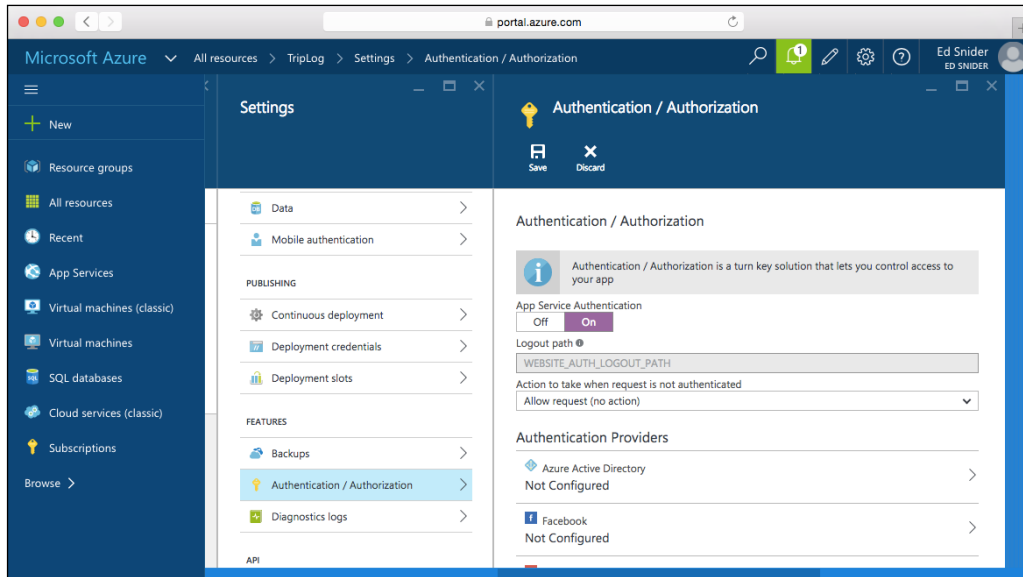 portal.azure.com
Microsoft Azure All resources > TripLog > Settings > Authentication / Authorization
1
Ed Snider
ED SNIDER
New
Resource groups
All resources
Recent
App Services
Virtual machines (classic)
Virtual machines
SQL databases
Cloud services (classic)
Subscriptions
Browse >
Settings
Data
Mobile authentication
PUBLISHING
Continuous deployment
Deployment credentials
Deployment slots
FEATURES
Backups
Authentication / Authorization
Diagnostics logs
API
Authentication / Authorization
Save Discard
Authentication / Authorization
Authentication / Authorization is a turn key solution that lets you control access to
your app
App Service Authentication
Off On
Logout path
WEBSITE_AUTH_LOGOUT_PATH
Action to take when request is not authenticated
Allow request (no action)
Authentication Providers
Azure Active Directory
Not Configured
Facebook
Not Configured